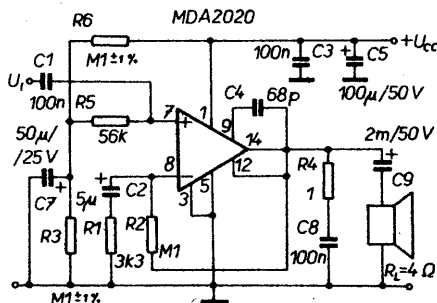 R6
MDA2020
+Ucc
M1±1%
C1
U₁
100n
R5
56k
100n
C3
+
C5
100µ/50V
C4
68p
7
+
1
9
14
12
8
−
3
5
50µ/
/25V
C7
+
5µ
+
C2
R3
R1
3k3
R2
M1
R4
1
C8
100n
2m/50V
+
C9
R_L=4Ω
M1±1%